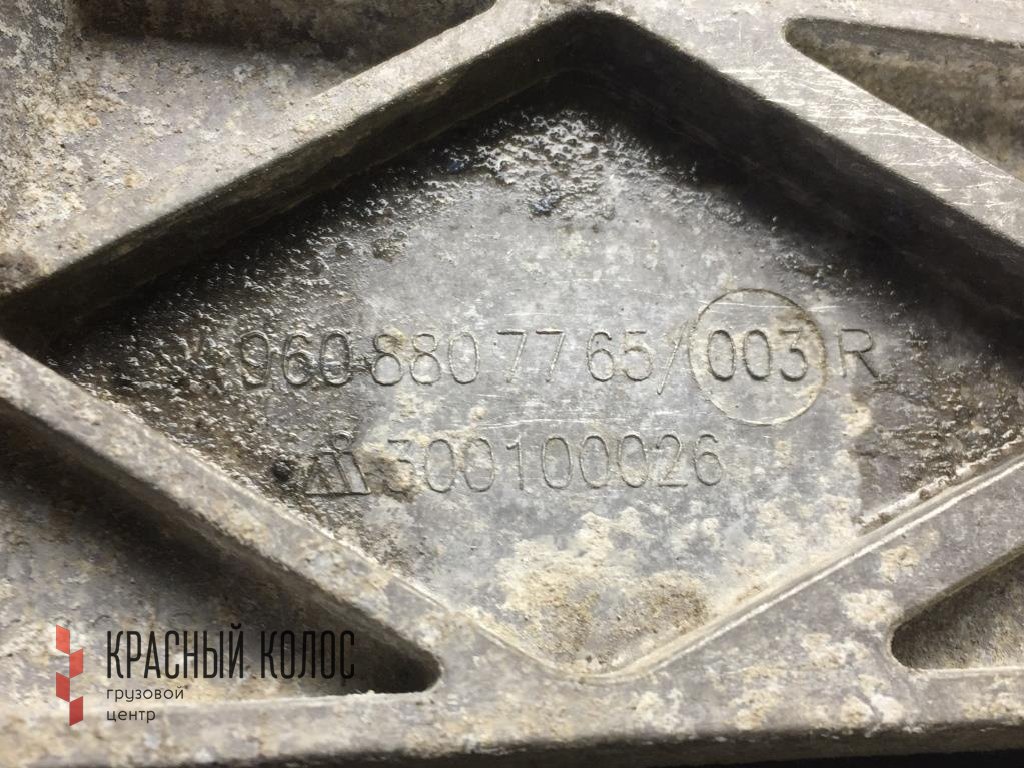 960 880 77 65/003 R
300100026
КРАСНЫЙ КОЛОС
грузовой
центр